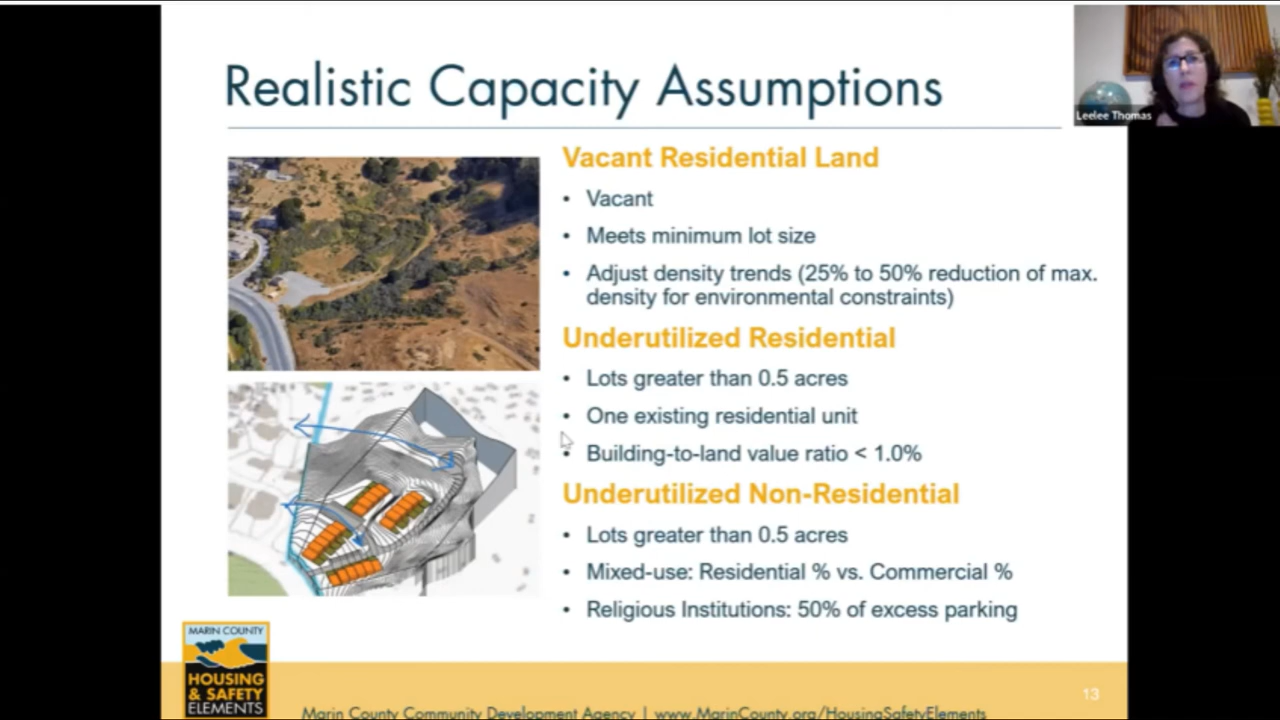 Realistic Capacity Assumptions
Leelee Thomas
Vacant Residential Land
• Vacant
• Meets minimum lot size
• Adjust density trends (25% to 50% reduction of max.
density for environmental constraints)
Underutilized Residential
• Lots greater than 0.5 acres
• One existing residential unit
• Building-to-land value ratio < 1.0%
Underutilized Non-Residential
• Lots greater than 0.5 acres
• Mixed-use: Residential % vs. Commercial %
• Religious Institutions: 50% of excess parking
MARIN COUNTY
HOUSING
& SAFETY
ELEMENTS
13
Marin County Community Development Agency | www.MarinCounty.org/HousingSafetyElements